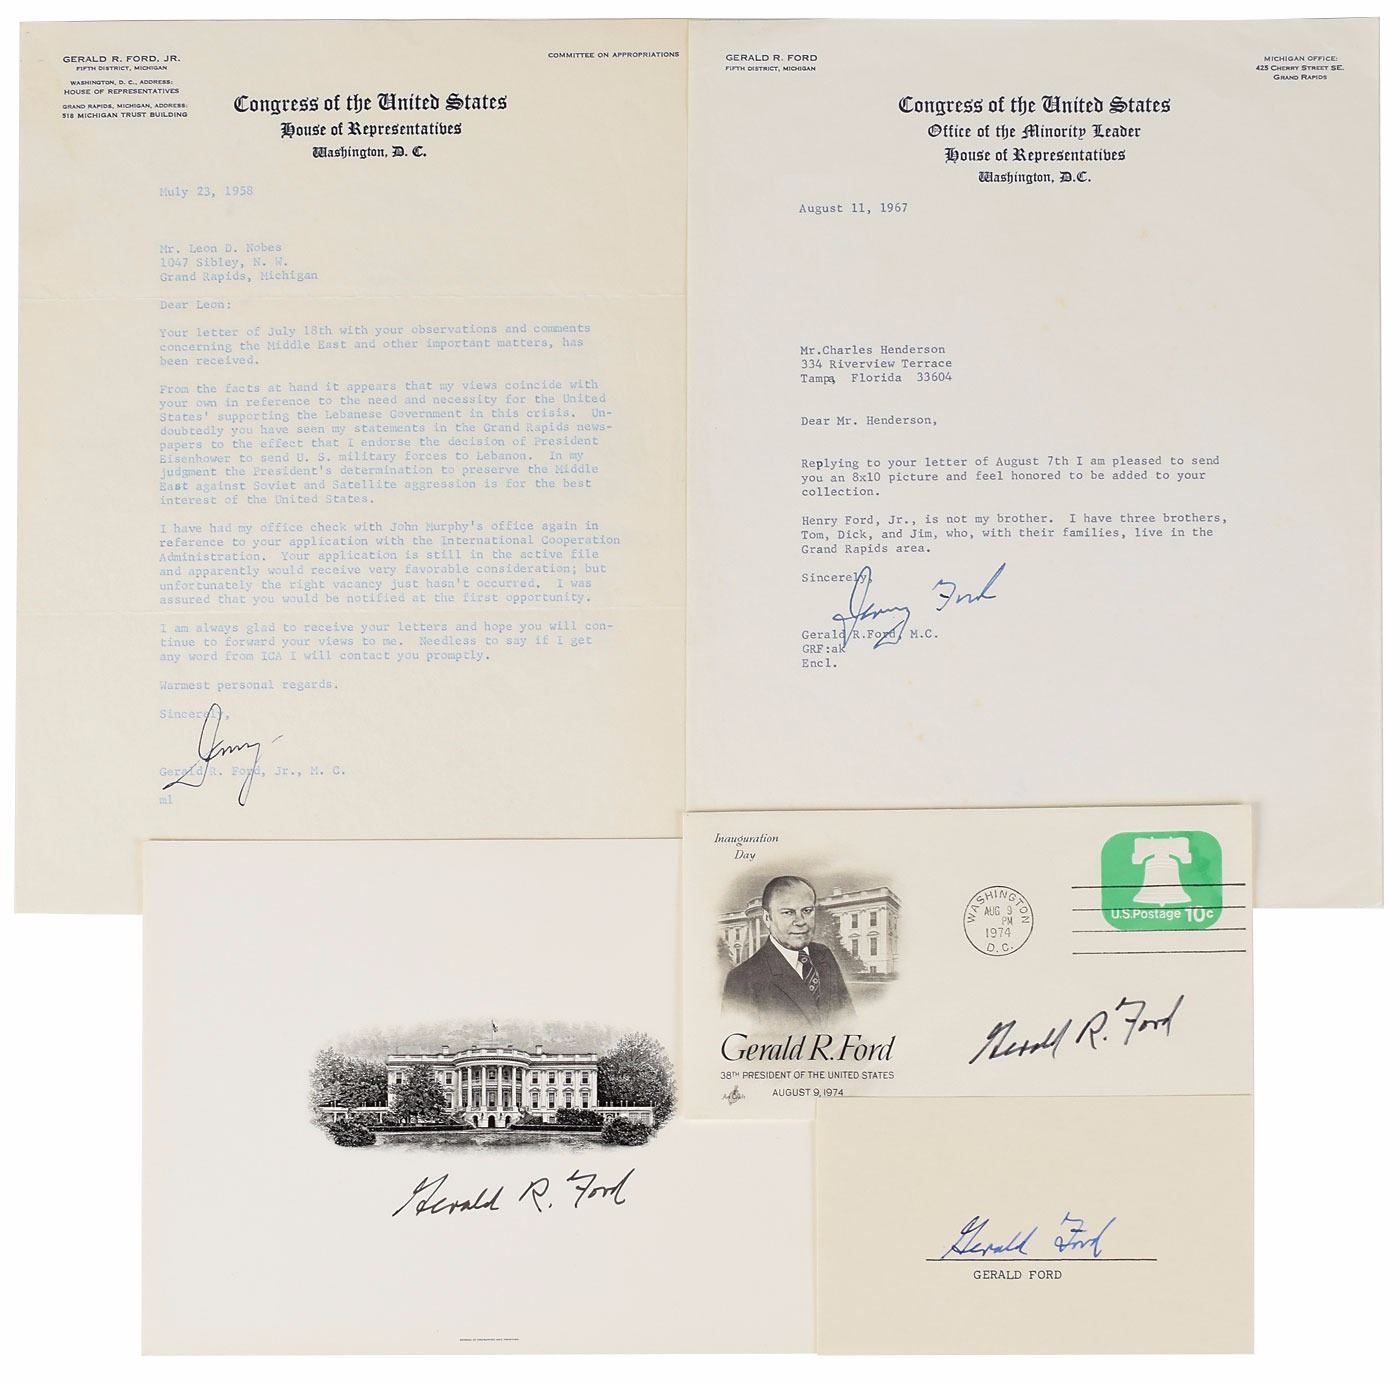 GERALD R. FORD, JR.
FIFTH DISTRICT, MICHIGAN
WASHINGTON, D. C., ADDRESS:
HOUSE OF REPRESENTATIVES
GRAND RAPIDS, MICHIGAN, ADDRESS:
518 MICHIGAN TRUST BUILDING
COMMITTEE ON APPROPRIATIONS
Congress of the United States
House of Representatives
Washington, D. C.
Muly 23, 1958
Mr. Leon D. Nobes
1047 Sibley, N. W.
Grand Rapids, Michigan
Dear Leon:
Your letter of July 18th with your observations and comments
concerning the Middle East and other important matters, has
been received.
From the facts at hand it appears that my views coincide with
your own in reference to the need and necessity for the United
States' supporting the Lebanese Government in this crisis. Un-
doubtedly you have seen my statements in the Grand Rapids news-
papers to the effect that I endorse the decision of President
Eisenhower to send U. S. military forces to Lebanon. In my
judgment the President's determination to preserve the Middle
East against Soviet and Satellite aggression is for the best
interest of the United States.
I have had my office check with John Murphy's office again in
reference to your application with the International Cooperation
Administration. Your application is still in the active file
and apparently would receive very favorable consideration; but
unfortunately the right vacancy just hasn't occurred. I was
assured that you would be notified at the first opportunity.
I am always glad to receive your letters and hope you will con-
tinue to forward your views to me. Needless to say if I get
any word from ICA I will contact you promptly.
Warmest personal regards.
Sincerely,
Jerry
Gerald R. Ford, Jr., M. C.
ml
GERALD R. FORD
FIFTH DISTRICT, MICHIGAN
MICHIGAN OFFICE:
425 CHERRY STREET SE.
GRAND RAPIDS
Congress of the United States
Office of the Minority Leader
House of Representatives
Washington, D.C.
August 11, 1967
Mr.Charles Henderson
334 Riverview Terrace
Tampa, Florida 33604
Dear Mr. Henderson,
Replying to your letter of August 7th I am pleased to send
you an 8x10 picture and feel honored to be added to your
collection.
Henry Ford, Jr., is not my brother. I have three brothers,
Tom, Dick, and Jim, who, with their families, live in the
Grand Rapids area.
Sincerely,
Jerry Ford
Gerald R.Ford, M.C.
GRF:ak
Encl.
Inauguration
Day
Gerald R. Ford
38TH PRESIDENT OF THE UNITED STATES
AUGUST 9, 1974
Art Craft
WASHINGTON
AUG 9
PM
1974
D.C.
U.S.Postage 10c
Gerald R. Ford
Gerald R. Ford
Gerald Ford
GERALD FORD